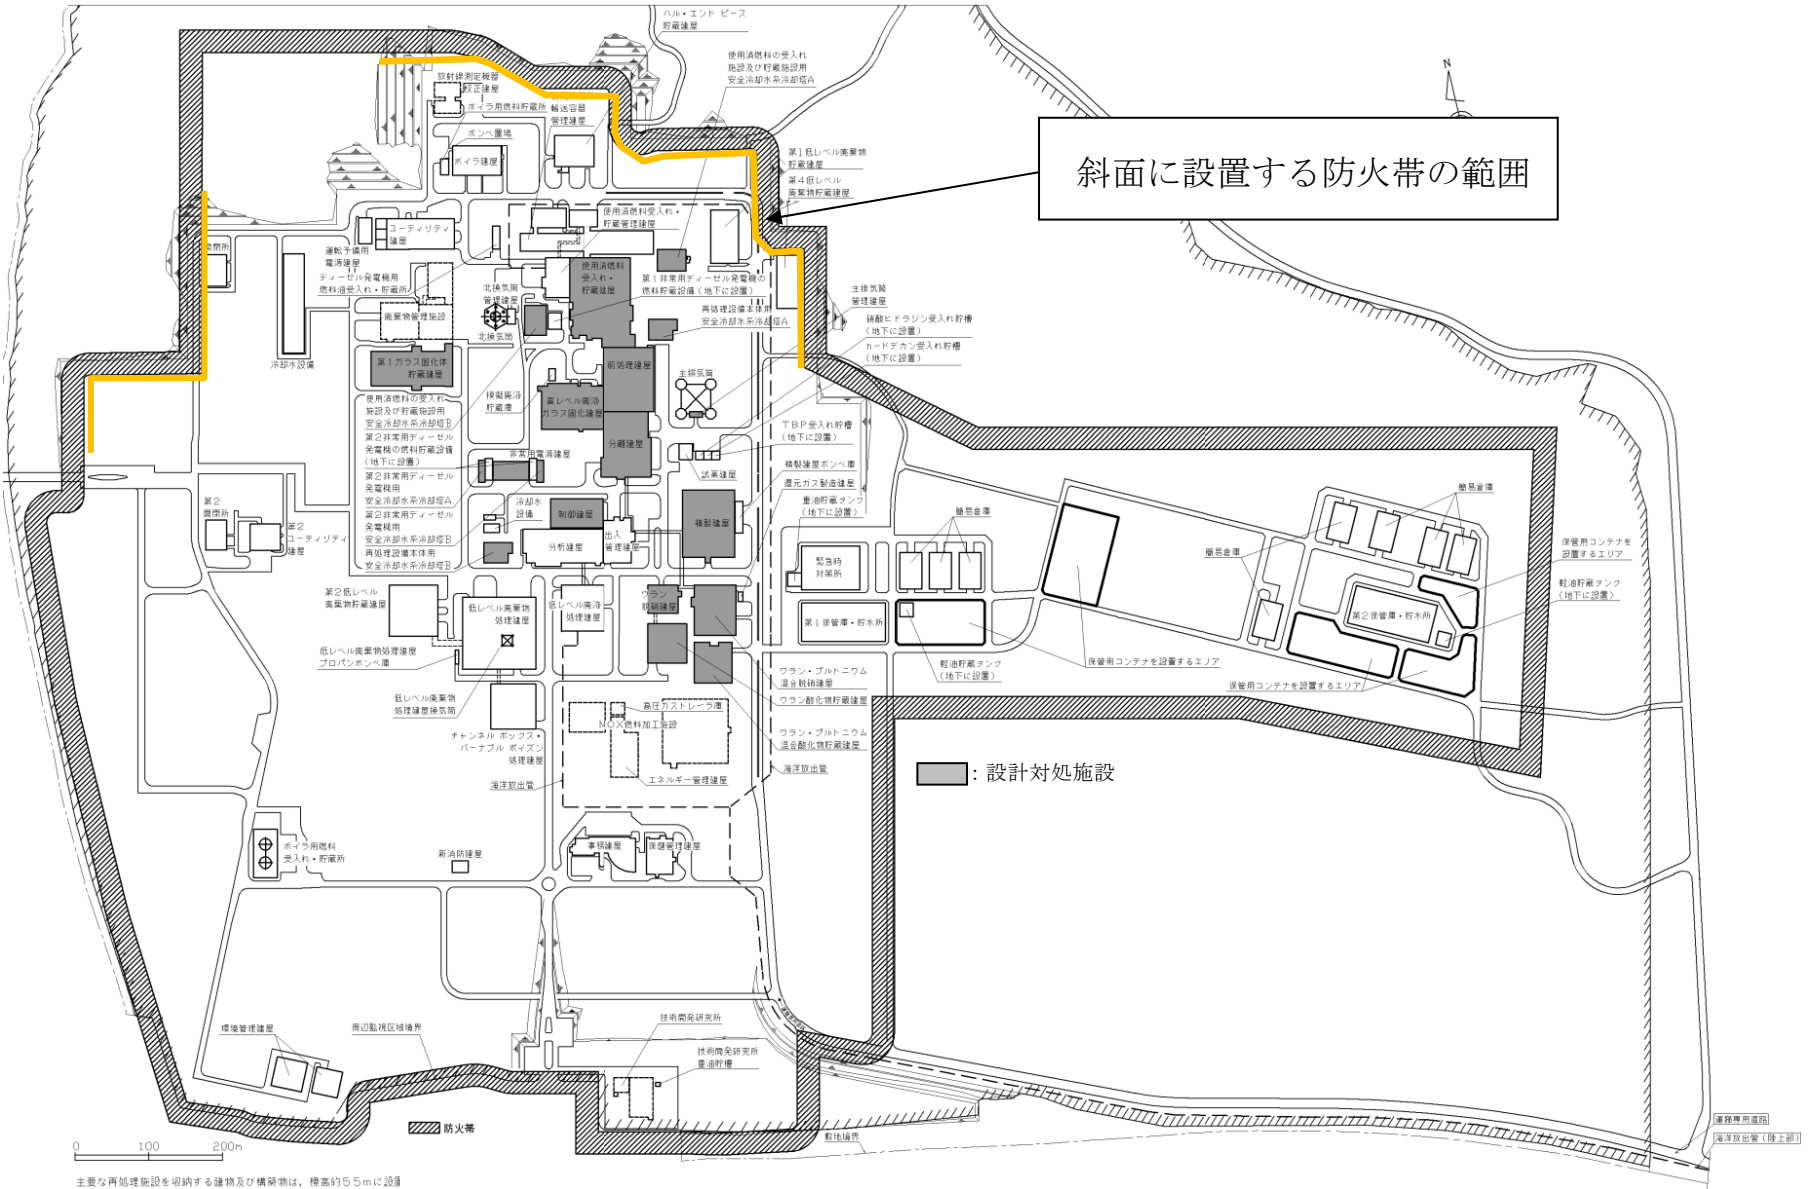 ハル・エンド ピース
貯蔵建屋
使用済燃料の受入れ
施設及び貯蔵施設用
安全冷却水系冷却塔A
N
斜面に設置する防火帯の範囲
放射線測定機器
校正建屋
ボイラ用燃料貯蔵所
輸送容器
管理建屋
ボンベ置場
ボイラ建屋
第1低レベル廃棄物
貯蔵建屋
第4低レベル
廃棄物貯蔵建屋
使用済燃料受入れ・
貯蔵管理建屋
ユーティリティ
建屋
開閉所
運転予備用
電源建屋
ディーゼル発電機用
燃料油受入れ・貯蔵所
北換気筒
管理建屋
使用済燃料
受入れ・
貯蔵建屋
第1非常用ディーゼル発電機の
燃料貯蔵設備(地下に設置)
再処理設備本体用
安全冷却水系冷却塔A
主排気筒
管理建屋
硝酸ヒドラジン受入れ貯槽
(地下に設置)
n-ドデカン受入れ貯槽
(地下に設置)
廃棄物管理施設
北換気筒
冷却水設備
第1ガラス固化体
貯蔵建屋
前処理建屋
主排気筒
模擬廃液
貯蔵庫
高レベル廃液
ガラス固化建屋
使用済燃料の受入れ
施設及び貯蔵施設用
安全冷却水系冷却塔B
第2非常用ディーゼル
発電機の燃料貯蔵設備
(地下に設置)
第2非常用ディーゼル
発電機用
安全冷却水系冷却塔A
第2非常用ディーゼル
発電機用
安全冷却水系冷却塔B
再処理設備本体用
安全冷却水系冷却塔B
分離建屋
非常用電源建屋
TBP受入れ貯槽
(地下に設置)
試薬建屋
精製建屋ボンベ庫
還元ガス製造建屋
重油貯蔵タンク
(地下に設置)
冷却水
設備
制御建屋
分析建屋
出入
管理建屋
精製建屋
第2
開閉所
第2
ユーティリティ
建屋
簡易倉庫
簡易倉庫
簡易倉庫
緊急時
対策所
保管用コンテナを
設置するエリア
軽油貯蔵タンク
(地下に設置)
第2低レベル
廃棄物貯蔵建屋
低レベル廃棄物
処理建屋
低レベル廃液
処理建屋
ウラン
脱硝建屋
第1保管庫・貯水所
第2保管庫・貯水所
低レベル廃棄物処理建屋
プロパンボンベ庫
軽油貯蔵タンク
(地下に設置)
保管用コンテナを設置するエリア
保管用コンテナを設置するエリア
ウラン・プルトニウム
混合脱硝建屋
ウラン酸化物貯蔵建屋
低レベル廃棄物
処理建屋換気筒
高圧ガストレーラ庫
MOX燃料加工施設
チャンネル ボックス・
バーナブル ポイズン
処理建屋
ウラン・プルトニウム
混合酸化物貯蔵建屋
海洋放出管
エネルギー管理建屋
海洋放出管
:設計対処施設
ボイラ用燃料
受入れ・貯蔵所
新消防建屋
事務建屋
保健管理建屋
環境管理建屋
周辺監視区域境界
技術開発研究所
技術開発研究所
重油貯槽
防火帯
敷地境界
運搬専用道路
海洋放出管(陸上部)
0 100 200m
主要な再処理施設を収納する建物及び構築物は,標高約55mに設置